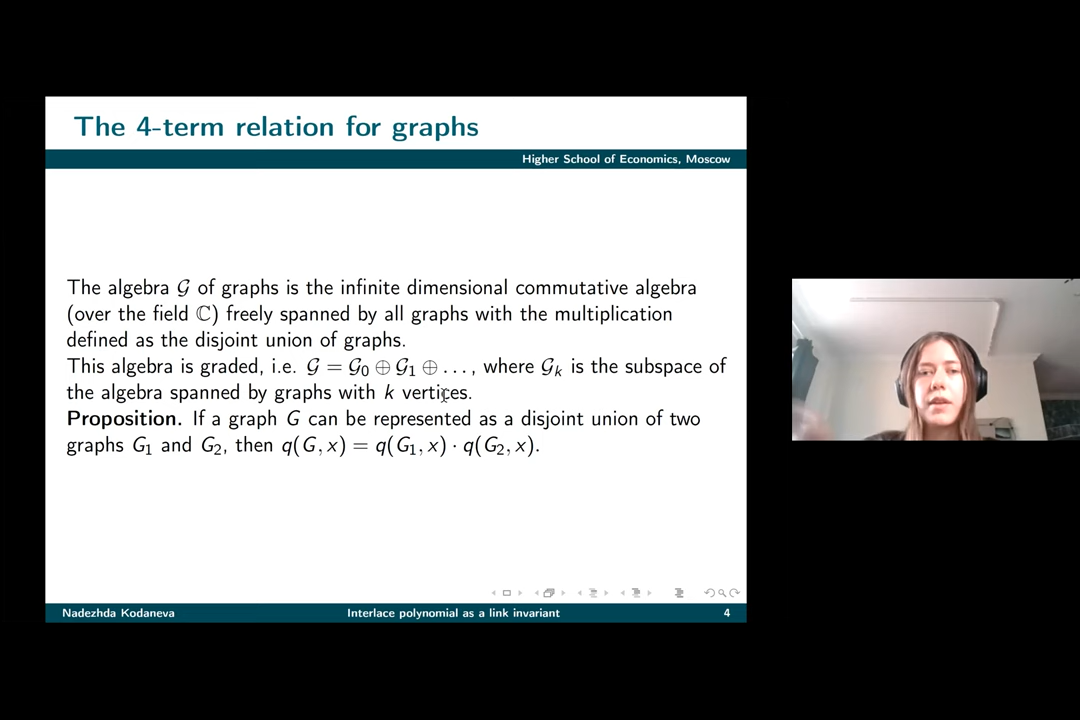 The 4-term relation for graphs
Higher School of Economics, Moscow
The algebra 𝒢 of graphs is the infinite dimensional commutative algebra
(over the field ℂ) freely spanned by all graphs with the multiplication
defined as the disjoint union of graphs.
This algebra is graded, i.e. 𝒢 = 𝒢₀ ⊕ 𝒢₁ ⊕ . . . , where 𝒢ₖ is the subspace of
the algebra spanned by graphs with k vertices.
Proposition. If a graph G can be represented as a disjoint union of two
graphs G₁ and G₂, then q(G, x) = q(G₁, x) · q(G₂, x).
Nadezhda Kodaneva
Interlace polynomial as a link invariant
4